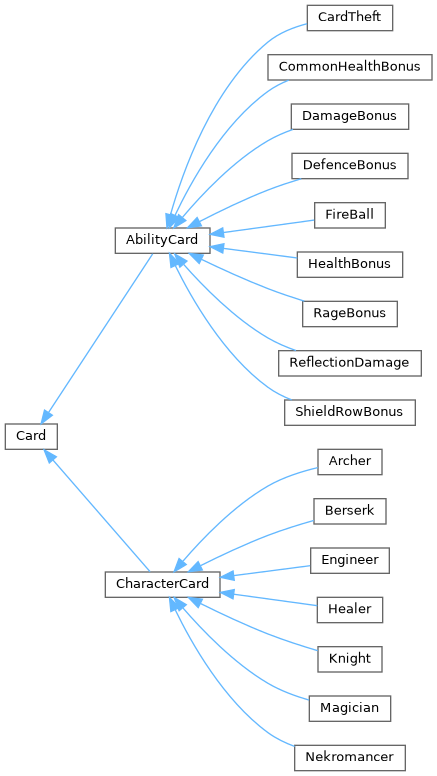 CardTheft
CommonHealthBonus
DamageBonus
DefenceBonus
FireBall
AbilityCard
HealthBonus
RageBonus
ReflectionDamage
ShieldRowBonus
Card
Archer
Berserk
Engineer
CharacterCard
Healer
Knight
Magician
Nekromancer